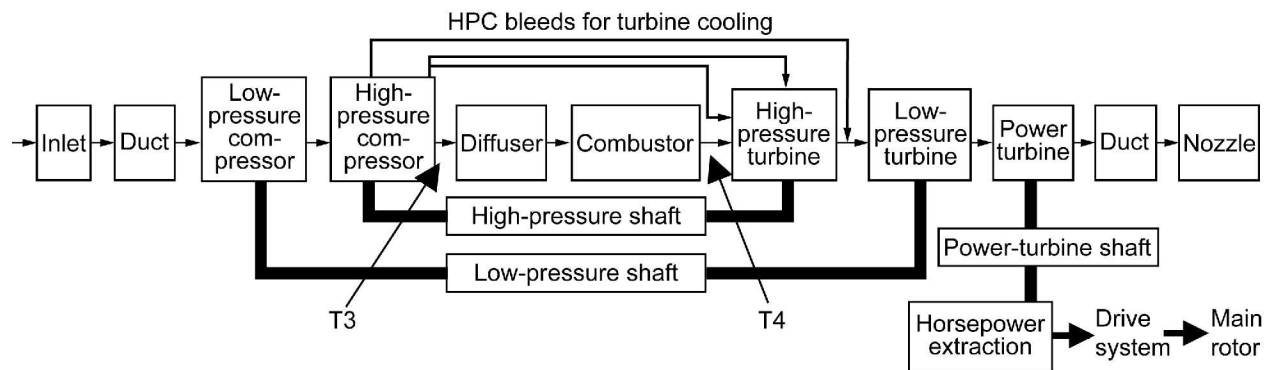 HPC bleeds for turbine cooling
Inlet
Duct
Low-
pressure
com-
pressor
High-
pressure
com-
pressor
Diffuser
Combustor
High-
pressure
turbine
Low-
pressure
turbine
Power
turbine
Duct
Nozzle
High-pressure shaft
Low-pressure shaft
Power-turbine shaft
T3
T4
Horsepower
extraction
Drive
system
Main
rotor